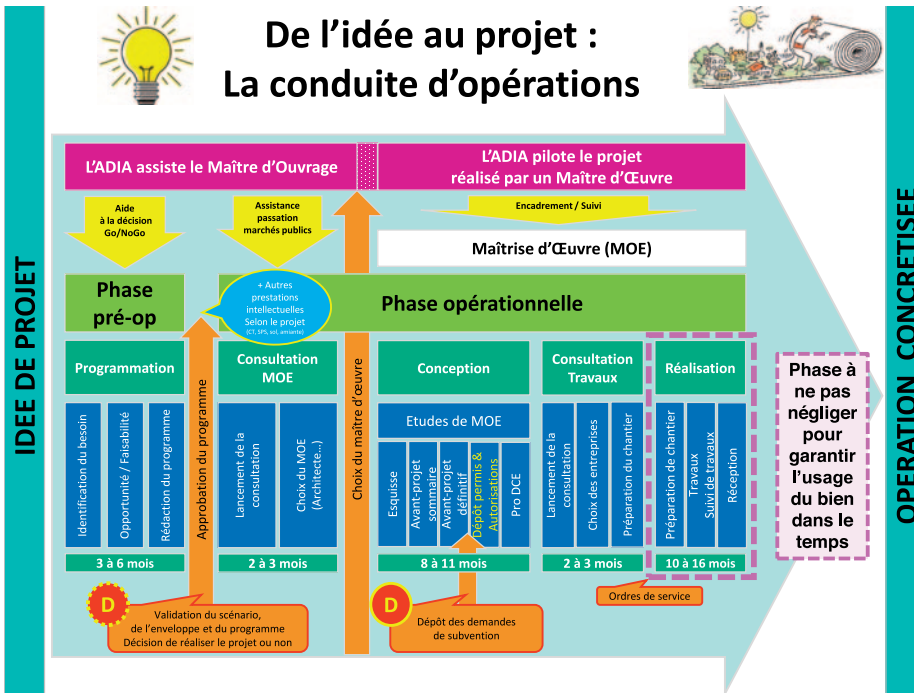 De l'idée au projet :
La conduite d'opérations
IDEE DE PROJET
OPERATION CONCRETISEE
L'ADIA assiste le Maître d'Ouvrage
L'ADIA pilote le projet
réalisé par un Maître d'Œuvre
Aide
à la décision
Go/NoGo
Assistance
passation
marchés publics
Encadrement / Suivi
Maîtrise d'Œuvre (MOE)
Phase
pré-op
+ Autres
prestations
intellectuelles
Selon le projet
(CT, SPS, sol, amiante)
Phase opérationnelle
Programmation
Consultation
MOE
Conception
Consultation
Travaux
Réalisation
Phase à
ne pas
négliger
pour
garantir
l'usage
du bien
dans le
temps
Identification du besoin
Opportunité / Faisabilité
Rédaction du programme
Approbation du programme
Lancement de la
consultation
Choix du MOE
(Architecte...)
Choix du maître d'œuvre
Etudes de MOE
Esquisse
Avant-projet
sommaire
Avant-projet
définitif
Dépôt permis &
Autorisations
Pro DCE
Lancement de la
consultation
Choix des entreprises
Préparation du chantier
Préparation de chantier
Travaux
Suivi de travaux
Réception
3 à 6 mois
2 à 3 mois
8 à 11 mois
2 à 3 mois
10 à 16 mois
D
Validation du scénario,
de l'enveloppe et du programme
Décision de réaliser le projet ou non
D
Dépôt des demandes
de subvention
Ordres de service